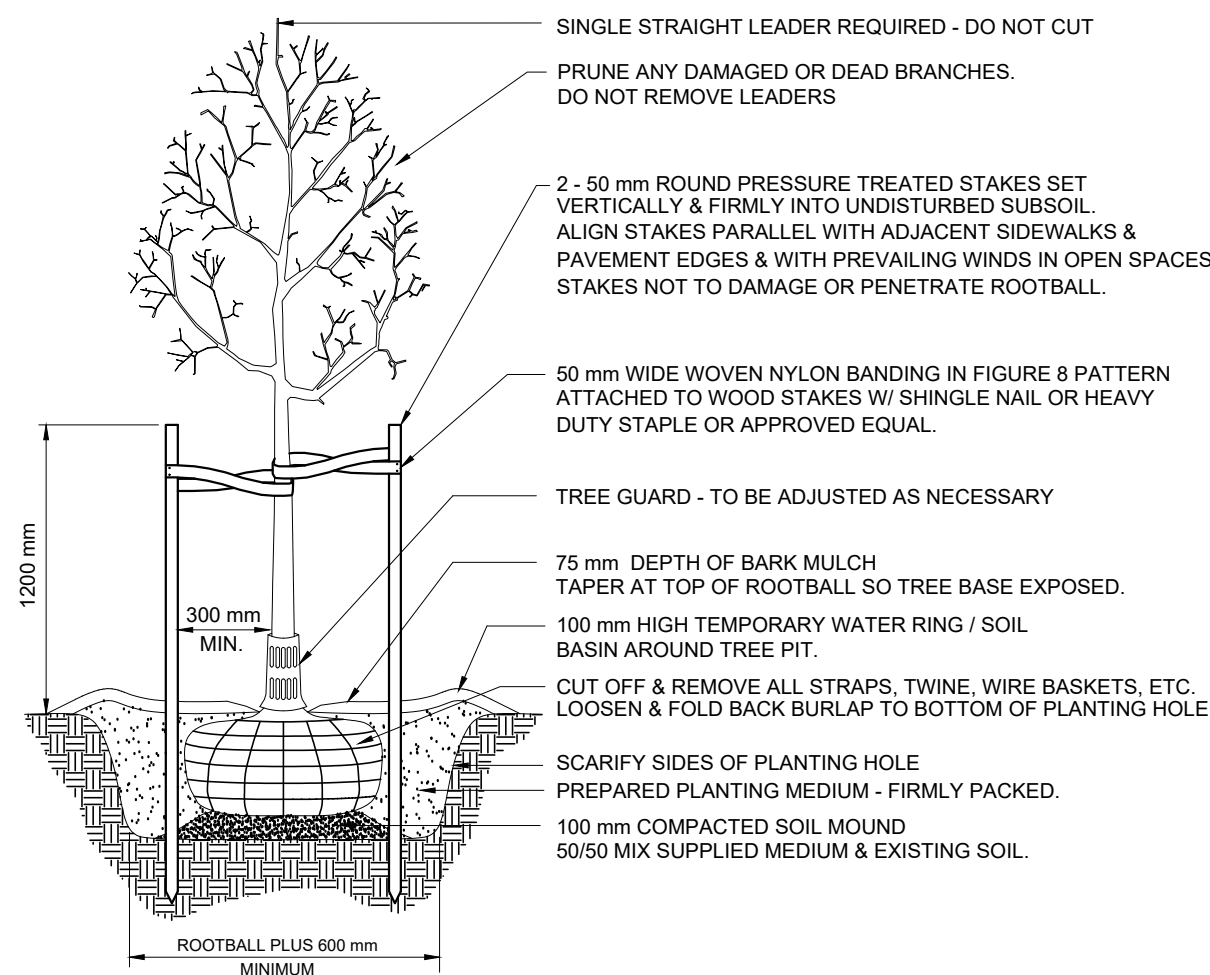 SINGLE STRAIGHT LEADER REQUIRED - DO NOT CUT
PRUNE ANY DAMAGED OR DEAD BRANCHES.
DO NOT REMOVE LEADERS
2 - 50 mm ROUND PRESSURE TREATED STAKES SET
VERTICALLY & FIRMLY INTO UNDISTURBED SUBSOIL.
ALIGN STAKES PARALLEL WITH ADJACENT SIDEWALKS &
PAVEMENT EDGES & WITH PREVAILING WINDS IN OPEN SPACES
STAKES NOT TO DAMAGE OR PENETRATE ROOTBALL.
50 mm WIDE WOVEN NYLON BANDING IN FIGURE 8 PATTERN
ATTACHED TO WOOD STAKES W/ SHINGLE NAIL OR HEAVY
DUTY STAPLE OR APPROVED EQUAL.
TREE GUARD - TO BE ADJUSTED AS NECESSARY
75 mm DEPTH OF BARK MULCH
TAPER AT TOP OF ROOTBALL SO TREE BASE EXPOSED.
100 mm HIGH TEMPORARY WATER RING / SOIL
BASIN AROUND TREE PIT.
CUT OFF & REMOVE ALL STRAPS, TWINE, WIRE BASKETS, ETC.
LOOSEN & FOLD BACK BURLAP TO BOTTOM OF PLANTING HOLE
SCARIFY SIDES OF PLANTING HOLE
PREPARED PLANTING MEDIUM - FIRMLY PACKED.
100 mm COMPACTED SOIL MOUND
50/50 MIX SUPPLIED MEDIUM & EXISTING SOIL.
1200 mm
300 mm
MIN.
ROOTBALL PLUS 600 mm
MINIMUM